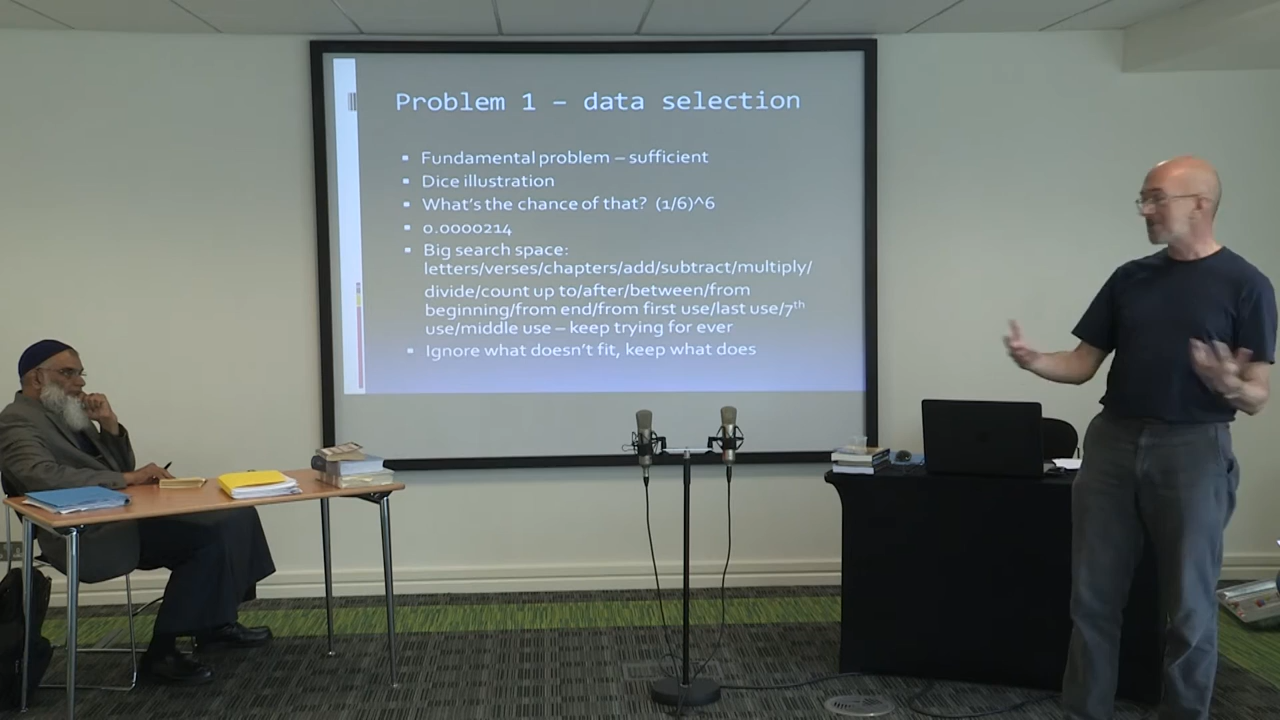 Problem 1 – data selection
▪ Fundamental problem – sufficient
▪ Dice illustration
▪ What's the chance of that? (1/6)^6
▪ 0.0000214
▪ Big search space:
letters/verses/chapters/add/subtract/multiply/
divide/count up to/after/between/from
beginning/from end/from first use/last use/7th
use/middle use – keep trying for ever
▪ Ignore what doesn't fit, keep what does